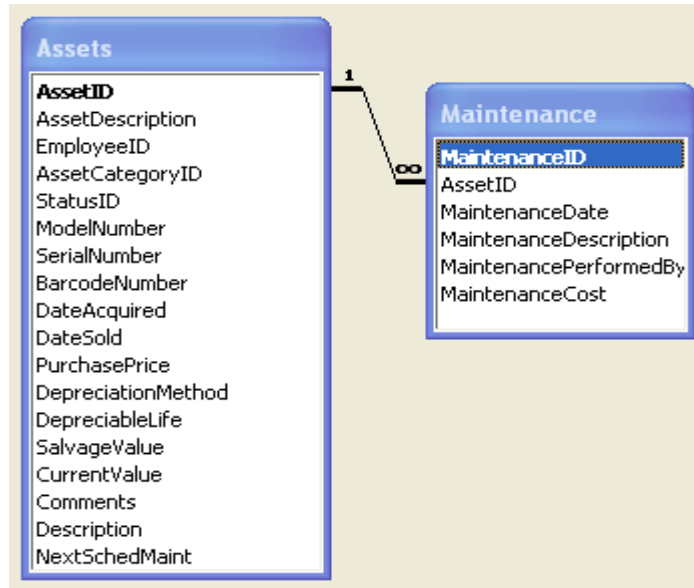 Assets
AssetID
AssetDescription
EmployeeID
AssetCategoryID
StatusID
ModelNumber
SerialNumber
BarcodeNumber
DateAcquired
DateSold
PurchasePrice
DepreciationMethod
DepreciableLife
SalvageValue
CurrentValue
Comments
Description
NextSchedMaint
1
∞
Maintenance
MaintenanceID
AssetID
MaintenanceDate
MaintenanceDescription
MaintenancePerformedBy
MaintenanceCost